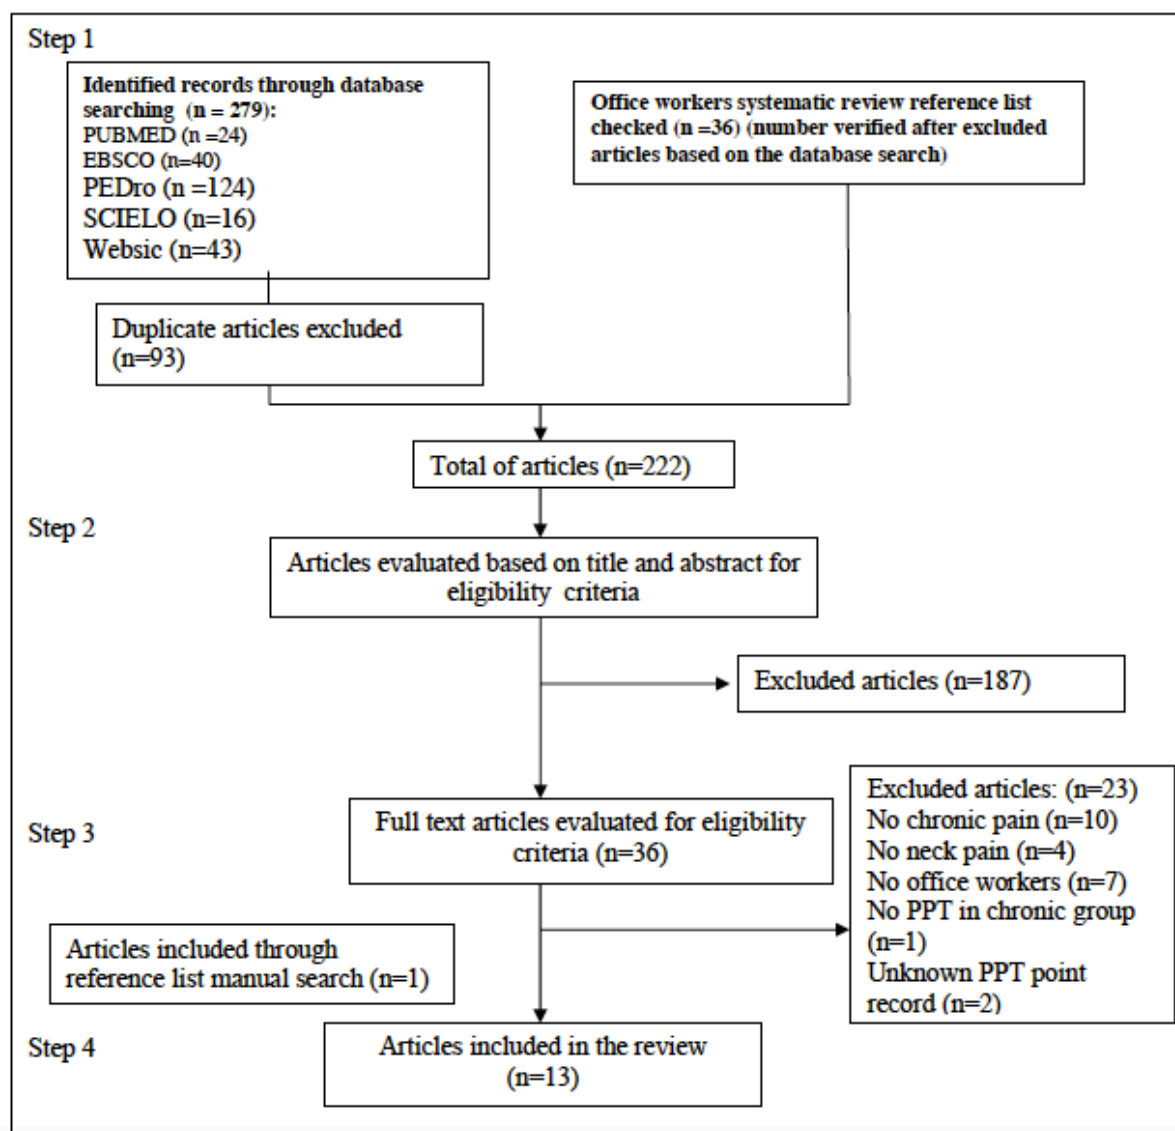 Step 1
Identified records through database
searching (n = 279):
PUBMED (n =24)
EBSCO (n=40)
PEDro (n =124)
SCIELO (n=16)
Websic (n=43)
Office workers systematic review reference list
checked (n =36) (number verified after excluded
articles based on the database search)
Duplicate articles excluded
(n=93)
Total of articles (n=222)
Step 2
Articles evaluated based on title and abstract for
eligibility criteria
Excluded articles (n=187)
Step 3
Full text articles evaluated for eligibility
criteria (n=36)
Excluded articles: (n=23)
No chronic pain (n=10)
No neck pain (n=4)
No office workers (n=7)
No PPT in chronic group
(n=1)
Unknown PPT point
record (n=2)
Articles included through
reference list manual search (n=1)
Step 4
Articles included in the review
(n=13)